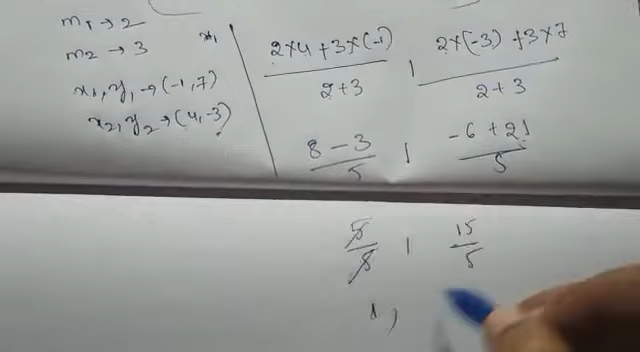 m₁ → 2
m₂ → 3
x₁, y₁ → (-1, 7)
x₂, y₂ → (4, -3)
x₁
2×4 + 3×(-1) / 2+3 , 2×(-3) + 3×7 / 2+3
8 - 3 / 5 , -6 + 21 / 5
5/5 , 15/5
1,